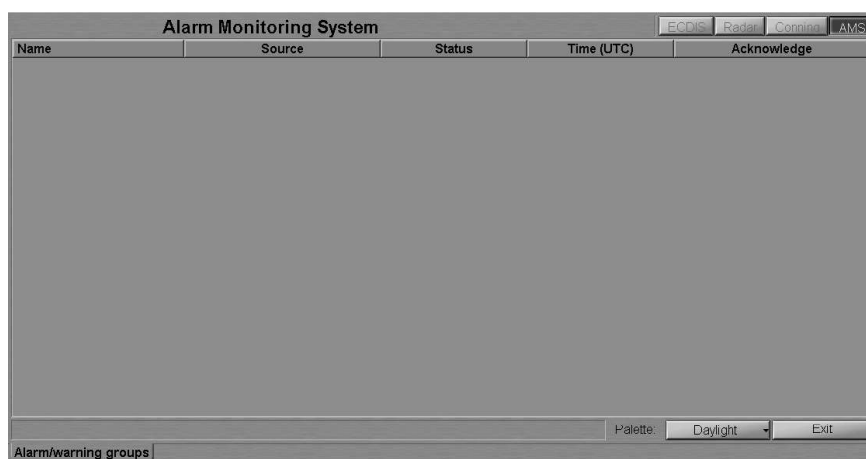 Alarm Monitoring System ECDIS Radar Conning AMS
Name Source Status Time (UTC) Acknowledge
Palette: Daylight Exit
Alarm/warning groups